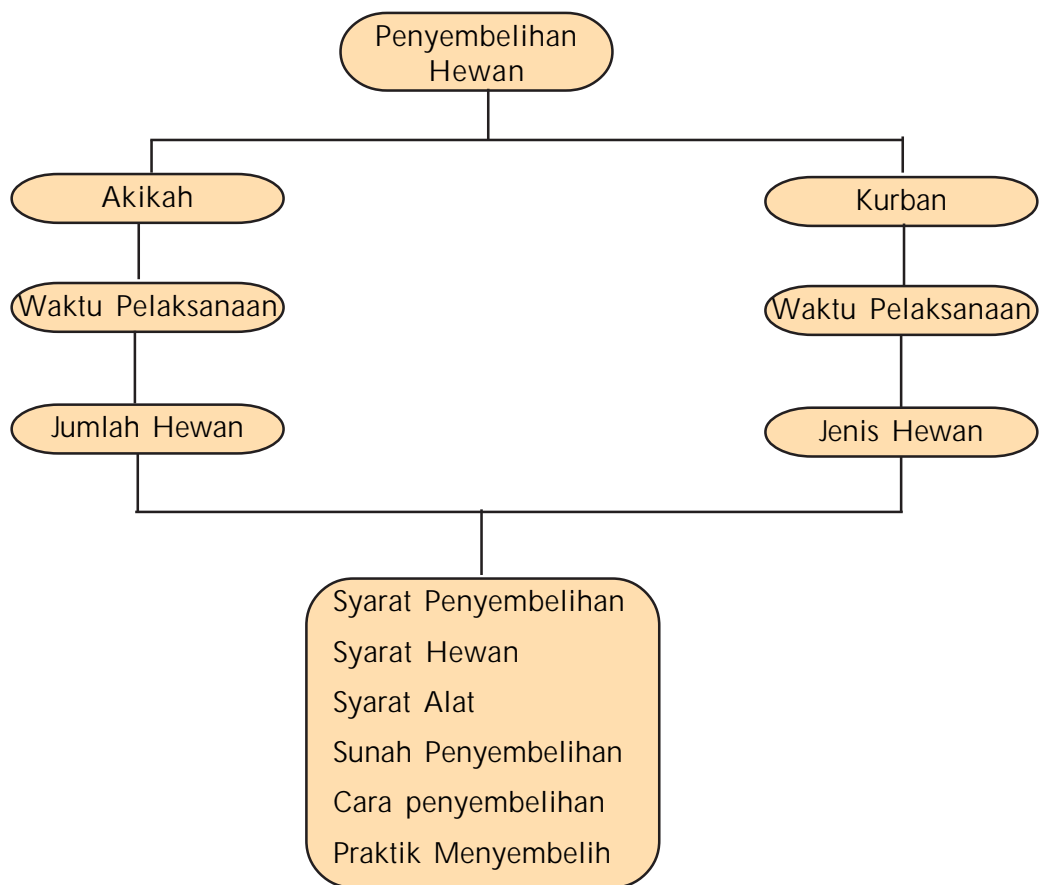 Penyembelihan
Hewan
Akikah
Kurban
Waktu Pelaksanaan
Waktu Pelaksanaan
Jumlah Hewan
Jenis Hewan
Syarat Penyembelihan
Syarat Hewan
Syarat Alat
Sunah Penyembelihan
Cara penyembelihan
Praktik Menyembelih